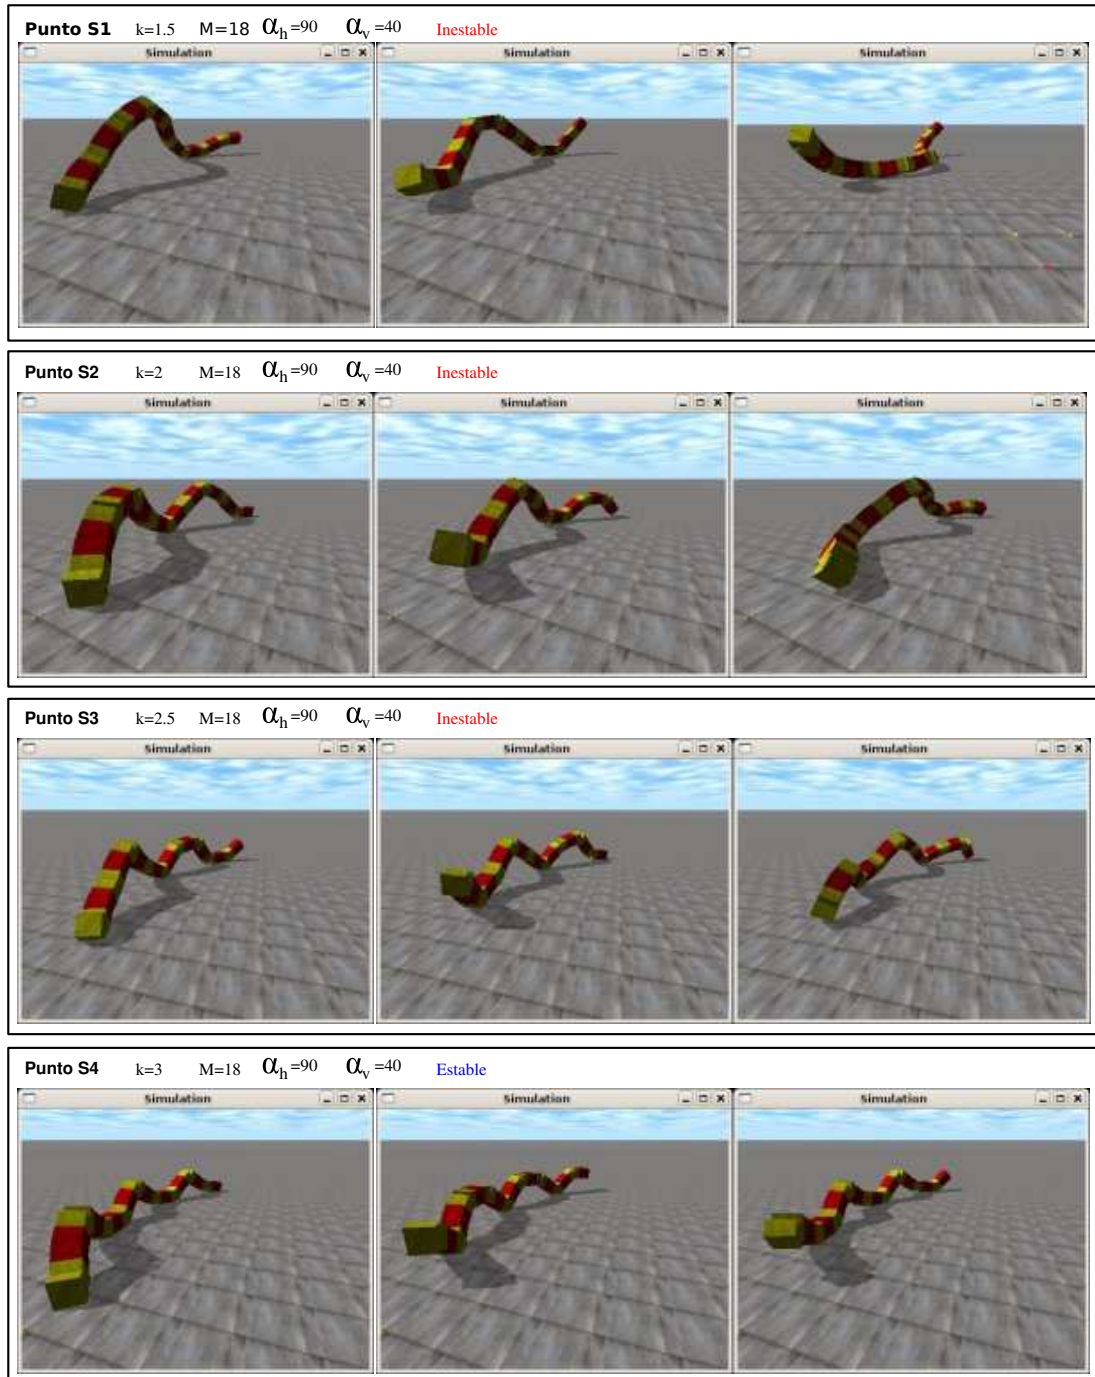 Punto S1 k=1.5 M=18 αh=90 αv=40 Inestable
Simulation Simulation Simulation
Punto S2 k=2 M=18 αh=90 αv=40 Inestable
Simulation Simulation Simulation
Punto S3 k=2.5 M=18 αh=90 αv=40 Inestable
Simulation Simulation Simulation
Punto S4 k=3 M=18 αh=90 αv=40 Estable
Simulation Simulation Simulation